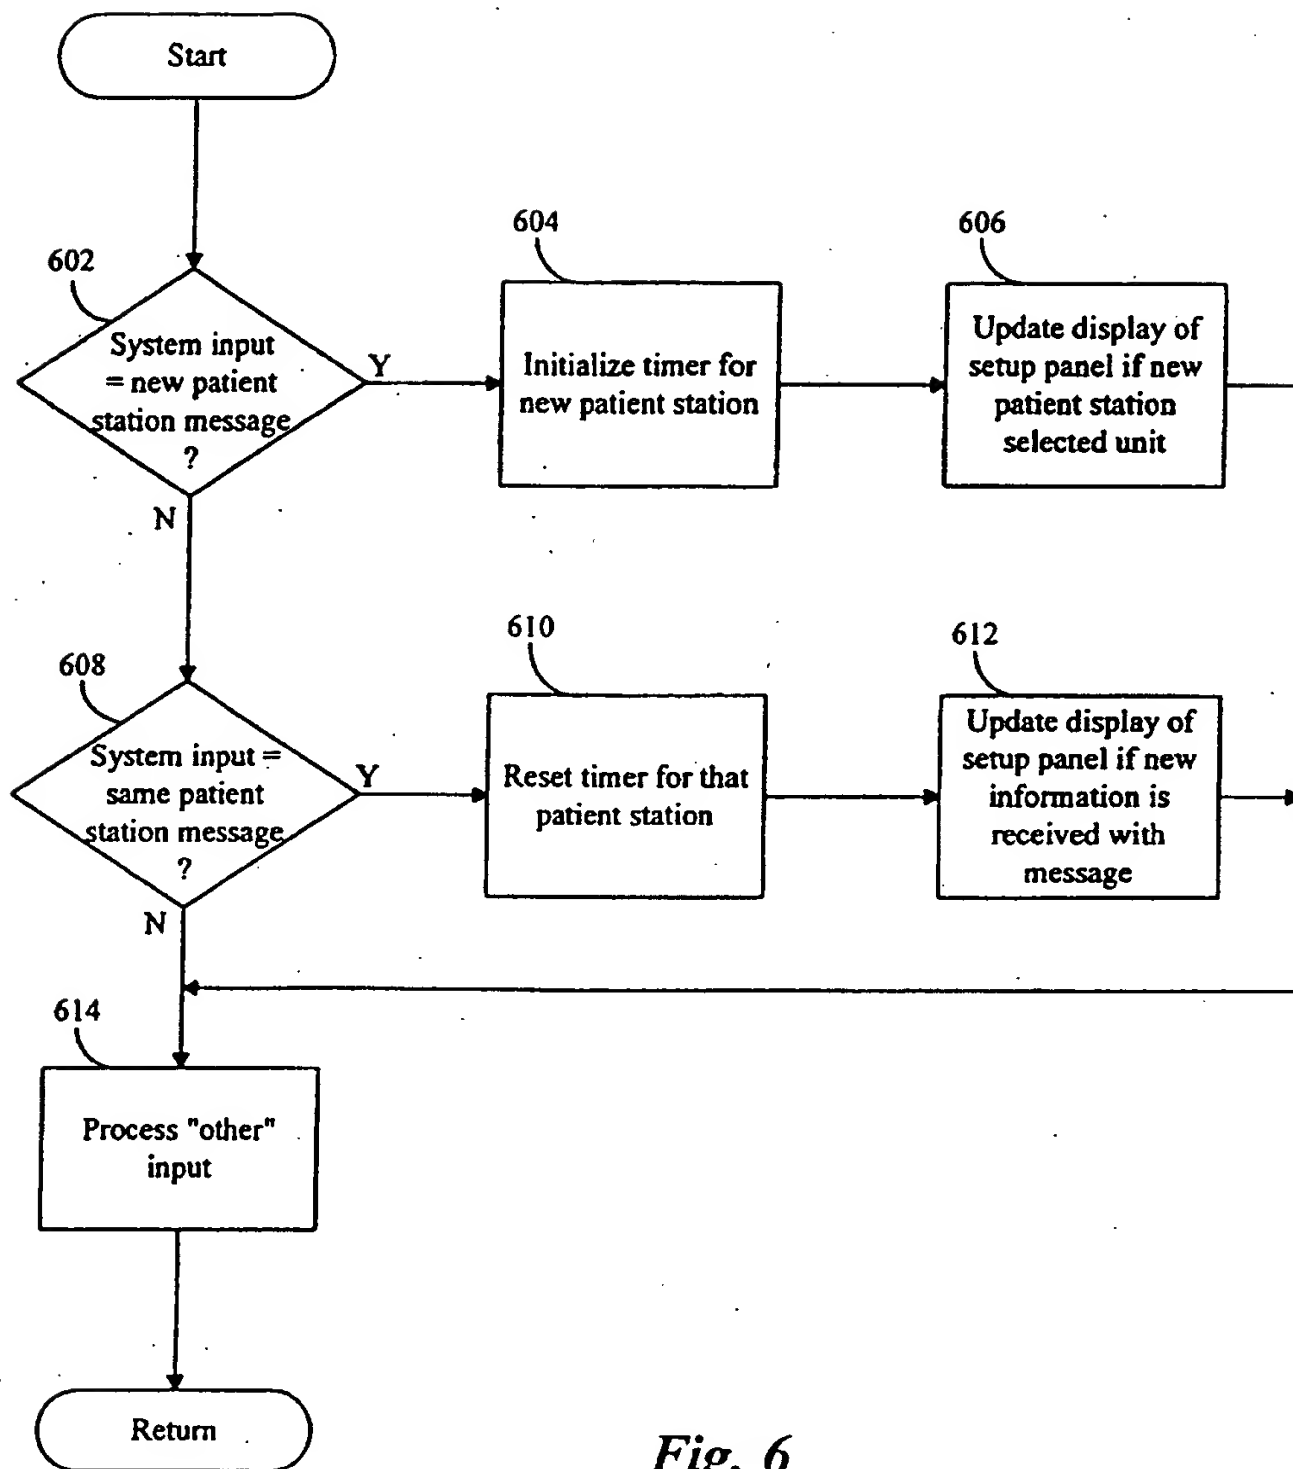 Start
602
System input
= new patient
station message
?
Y
N
604
Initialize timer for
new patient station
606
Update display of
setup panel if new
patient station
selected unit
608
System input =
same patient
station message
?
Y
N
610
Reset timer for that
patient station
612
Update display of
setup panel if new
information is
received with
message
614
Process "other"
input
Return
Fig. 6